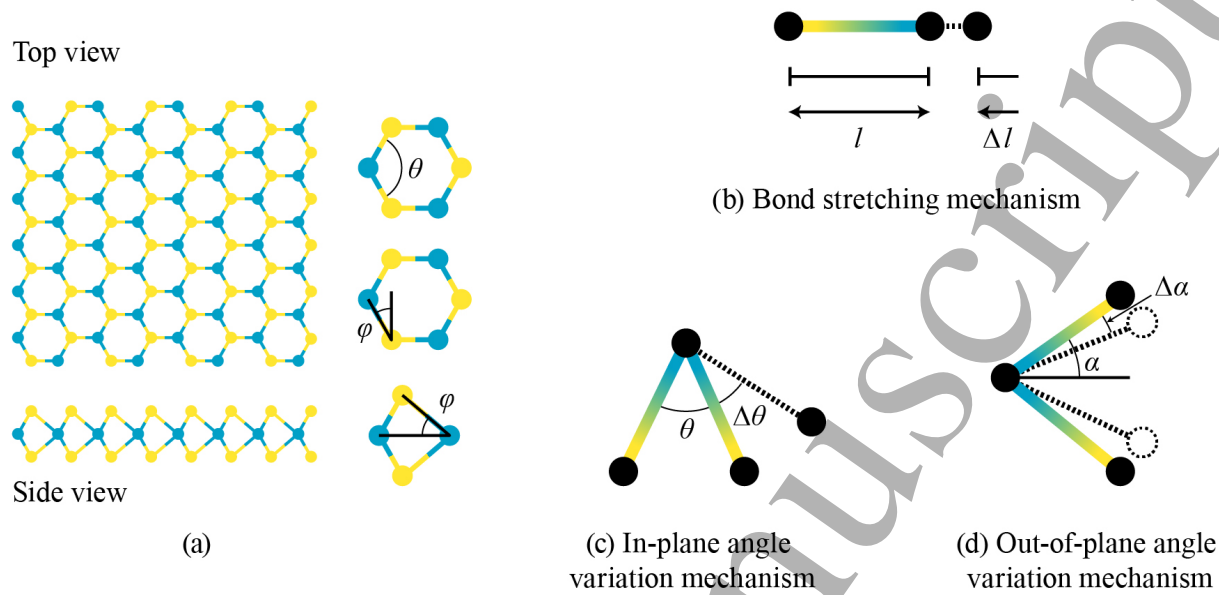 Top view
θ
φ
φ
Side view
(a)
l
Δl
(b) Bond stretching mechanism
θ
Δθ
(c) In-plane angle
variation mechanism
Δα
α
(d) Out-of-plane angle
variation mechanism
nuscript